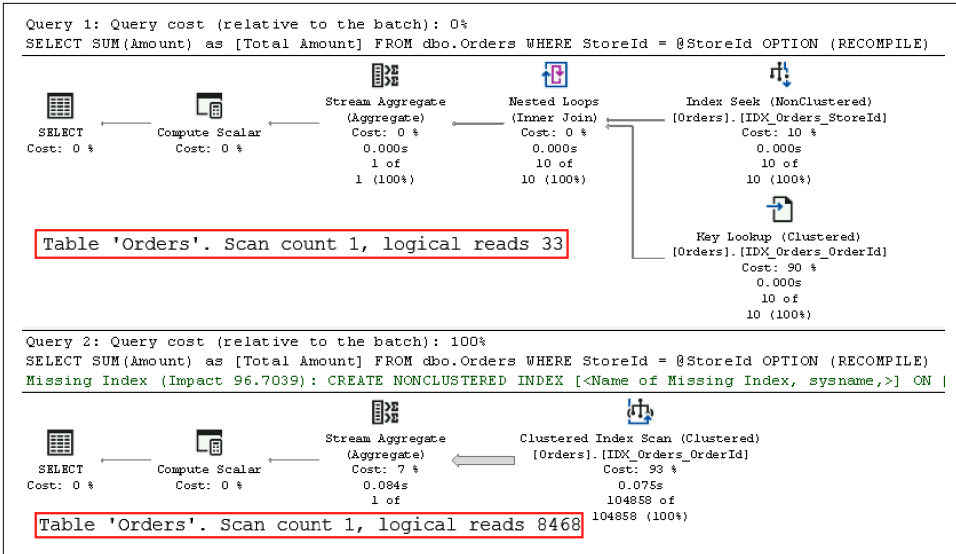 Query 1: Query cost (relative to the batch): 0%
SELECT SUM(Amount) as [Total Amount] FROM dbo.Orders WHERE StoreId = @StoreId OPTION (RECOMPILE)
SELECT
Cost: 0 %
Compute Scalar
Cost: 0 %
Stream Aggregate
(Aggregate)
Cost: 0 %
0.000s
1 of
1 (100%)
Nested Loops
(Inner Join)
Cost: 0 %
0.000s
10 of
10 (100%)
Index Seek (NonClustered)
[Orders].[IDX_Orders_StoreId]
Cost: 10 %
0.000s
10 of
10 (100%)
Key Lookup (Clustered)
[Orders].[IDX_Orders_OrderId]
Cost: 90 %
0.000s
10 of
10 (100%)
Table 'Orders'. Scan count 1, logical reads 33
Query 2: Query cost (relative to the batch): 100%
SELECT SUM(Amount) as [Total Amount] FROM dbo.Orders WHERE StoreId = @StoreId OPTION (RECOMPILE)
Missing Index (Impact 96.7039): CREATE NONCLUSTERED INDEX [<Name of Missing Index, sysname,>] ON [
SELECT
Cost: 0 %
Compute Scalar
Cost: 0 %
Stream Aggregate
(Aggregate)
Cost: 7 %
0.084s
1 of
Clustered Index Scan (Clustered)
[Orders].[IDX_Orders_OrderId]
Cost: 93 %
0.075s
104858 of
104858 (100%)
Table 'Orders'. Scan count 1, logical reads 8468